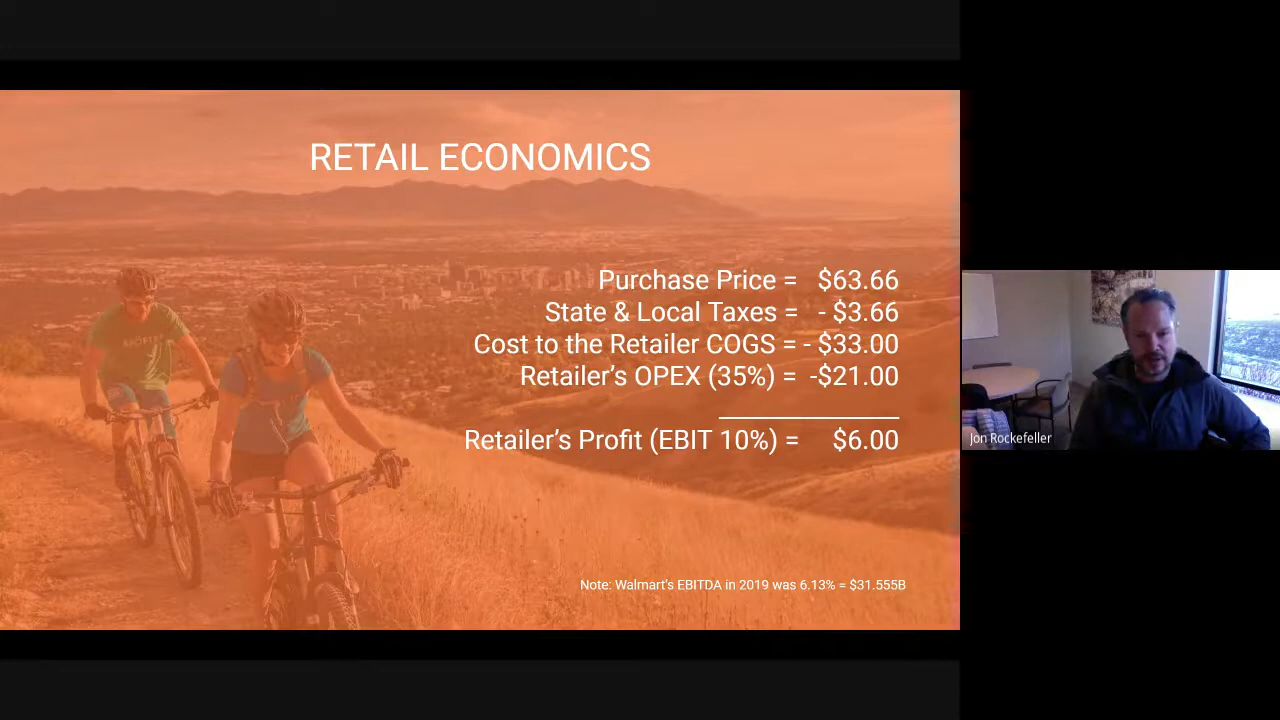 RETAIL ECONOMICS
Purchase Price = $63.66
State & Local Taxes = - $3.66
Cost to the Retailer COGS = - $33.00
Retailer's OPEX (35%) = -$21.00
Retailer's Profit (EBIT 10%) = $6.00
Note: Walmart's EBITDA in 2019 was 6.13% = $31.555B
Jon Rockefeller